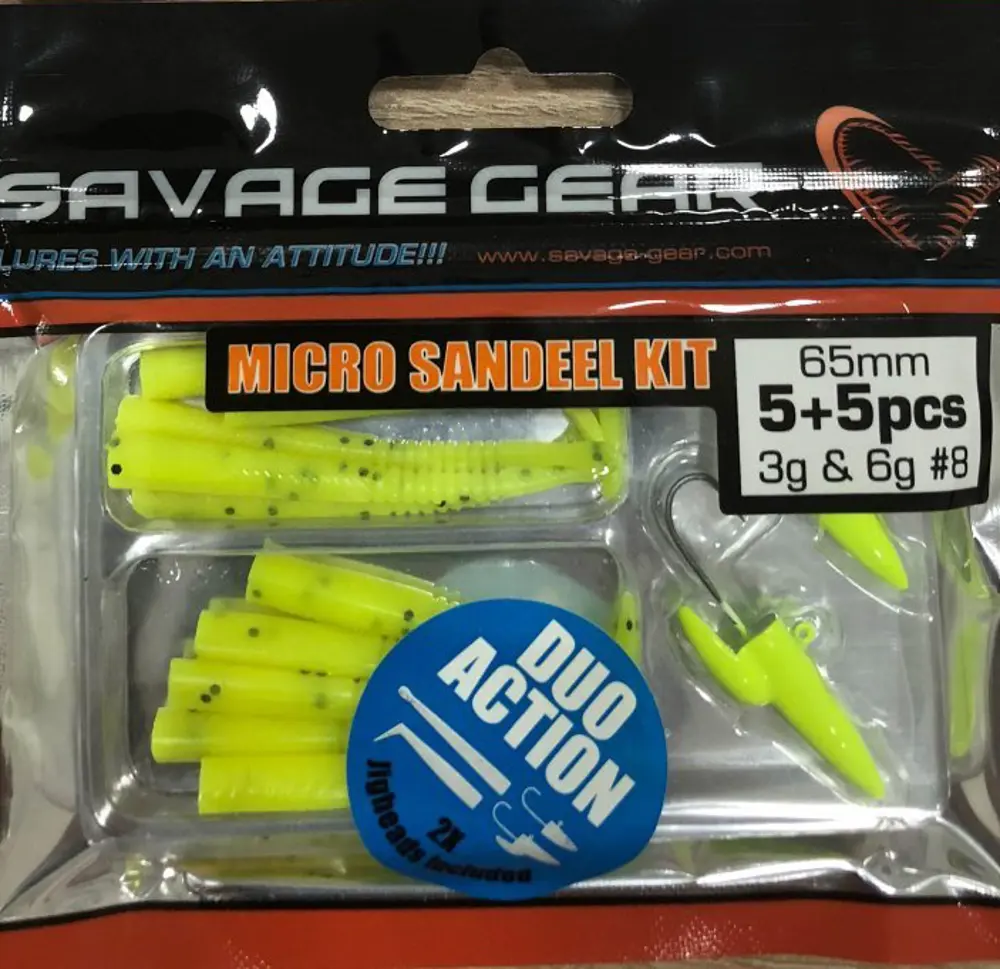 SAVAGE GEAR
LURES WITH AN ATTITUDE!!! www.savage-gear.com
MICRO SANDEEL KIT
65mm
5+5pcs
3g & 6g #8
DUO
ACTION
2X
Jigheads included